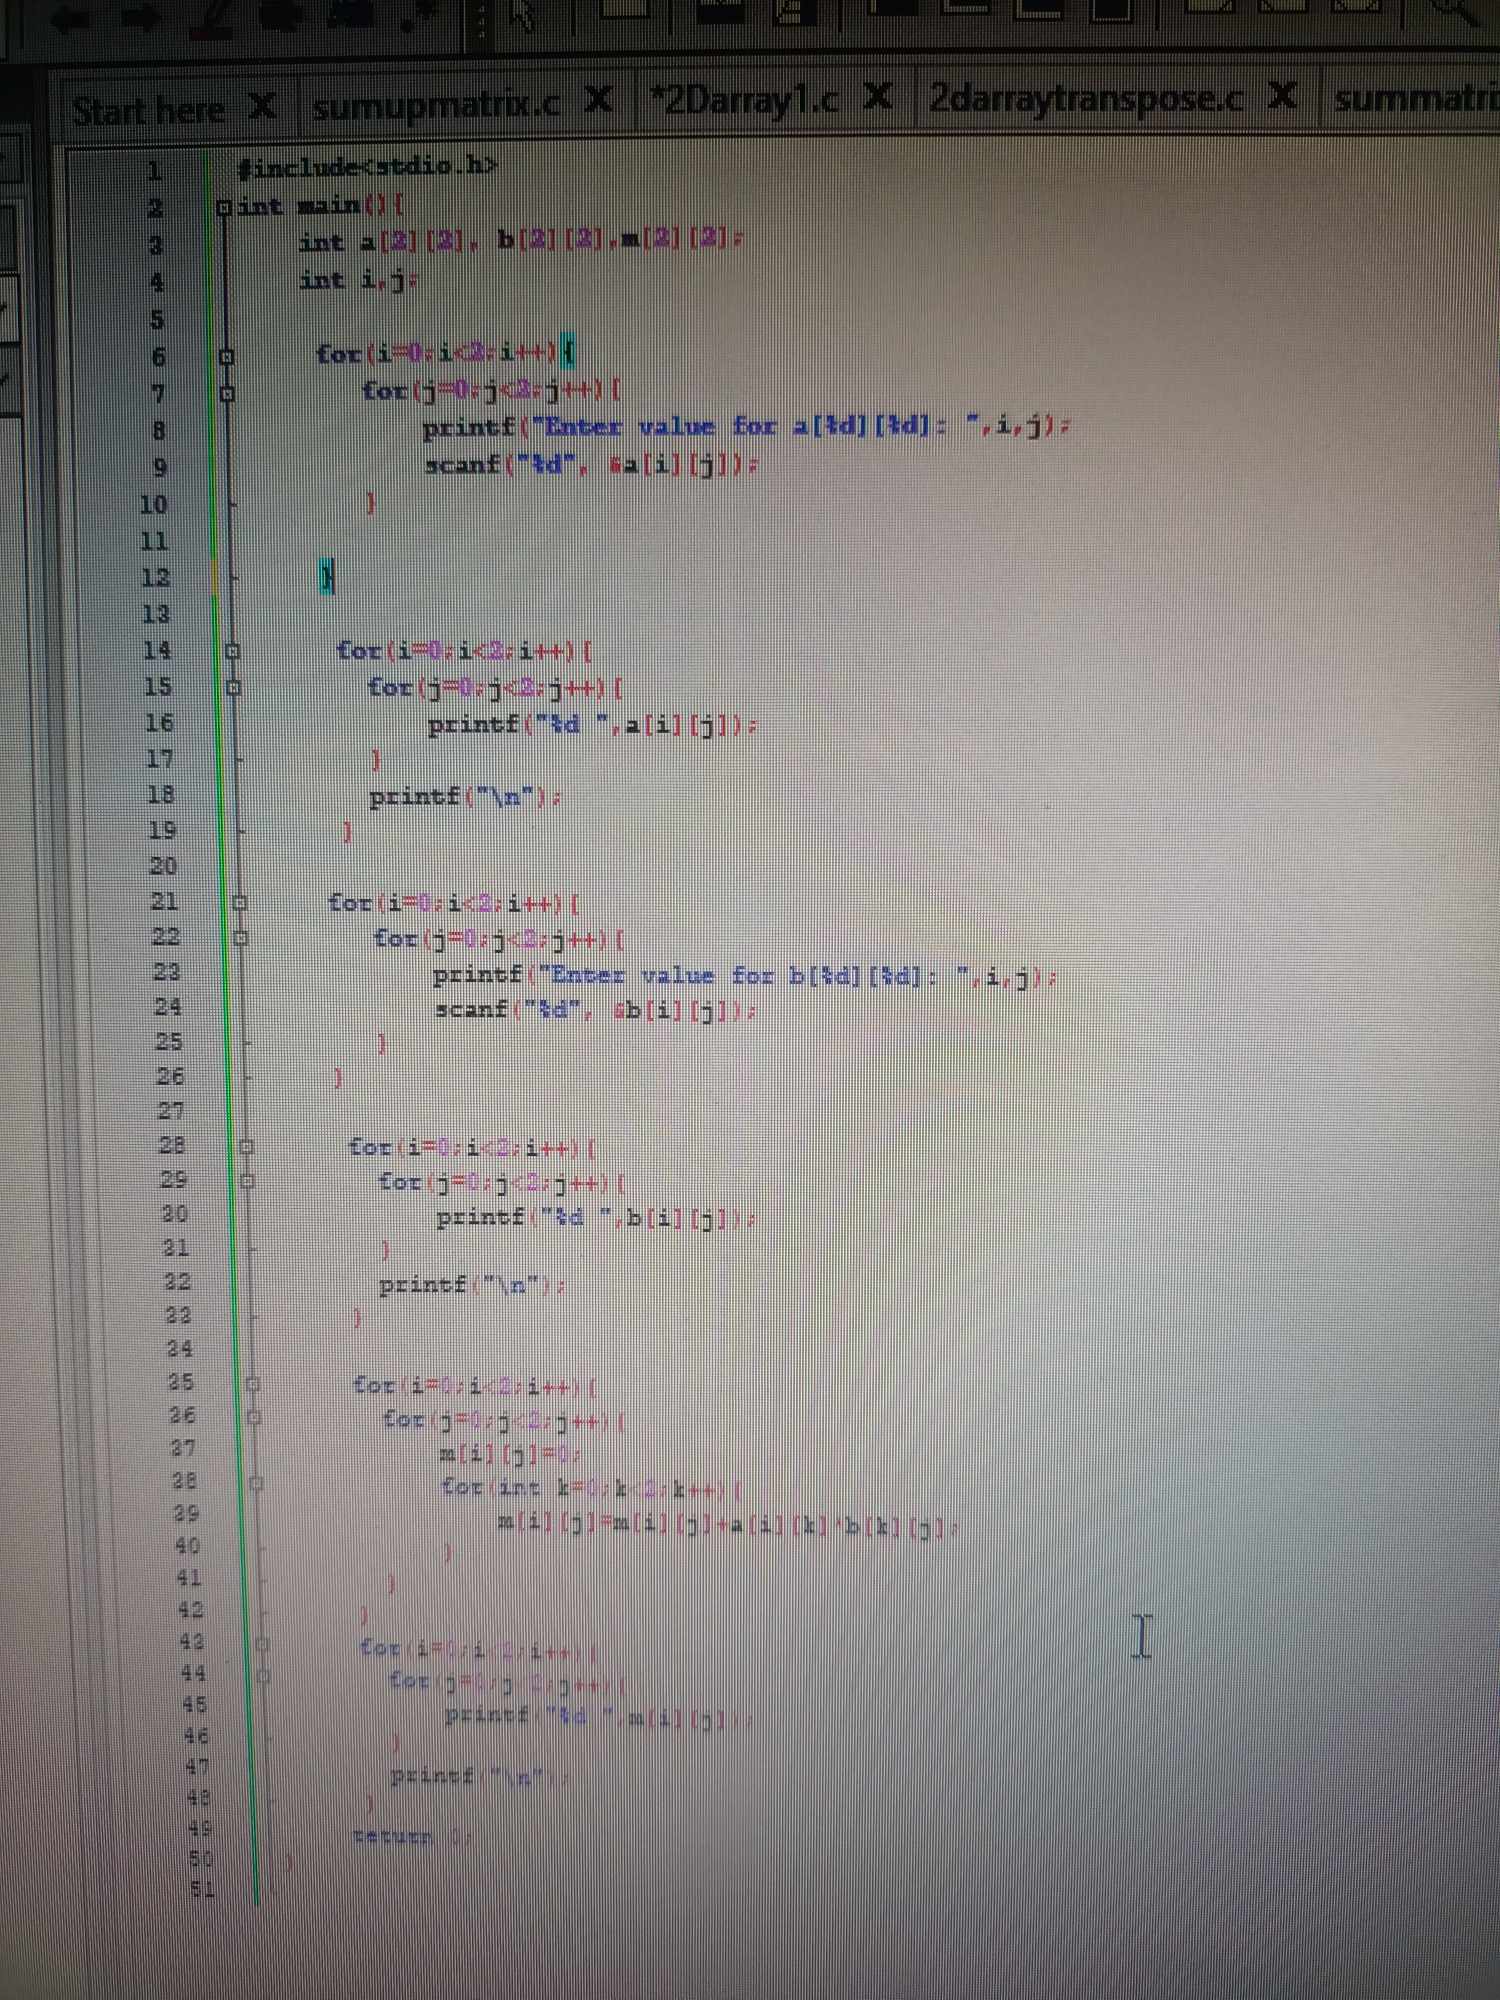 Start here X sumupmatrix.c X *2Darray1.c X 2darraytranspose.c X summatri
1 #include<stdio.h>
2 int main(){
3 int a[2][2], b[2][2],m[2][2];
4 int i,j;
5
6 for(i=0;i<2;i++){
7 for(j=0;j<2;j++){
8 printf("Enter value for a[%d][%d]: ",i,j);
9 scanf("%d", &a[i][j]);
10 }
11
12 }
13
14 for(i=0;i<2;i++){
15 for(j=0;j<2;j++){
16 printf("%d ",a[i][j]);
17 }
18 printf("\n");
19 }
20
21 for(i=0;i<2;i++){
22 for(j=0;j<2;j++){
23 printf("Enter value for b[%d][%d]: ",i,j);
24 scanf("%d", &b[i][j]);
25 }
26 }
27
28 for(i=0;i<2;i++){
29 for(j=0;j<2;j++){
30 printf("%d ",b[i][j]);
31 }
32 printf("\n");
33 }
34
35 for(i=0;i<2;i++){
36 for(j=0;j<2;j++){
37 m[i][j]=0;
38 for(int k=0;k<2;k++){
39 m[i][j]=m[i][j]+a[i][k]*b[k][j];
40 }
41 }
42 }
43 for(i=0;i<2;i++){
44 for(j=0;j<2;j++){
45 printf("%d ",m[i][j]);
46 }
47 printf("\n");
48 }
49 return 0;
50 }
51